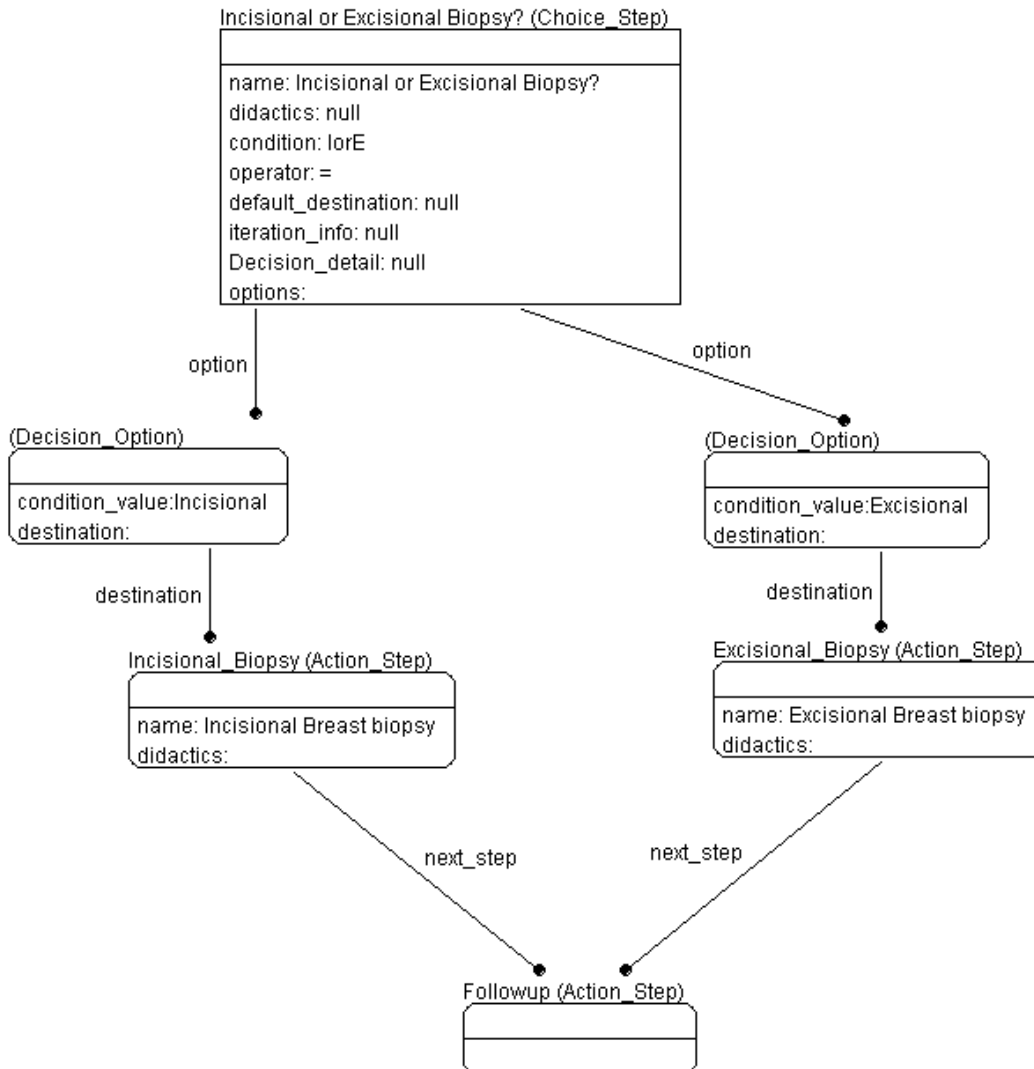 Incisional or Excisional Biopsy? (Choice_Step)
name: Incisional or Excisional Biopsy?
didactics: null
condition: IorE
operator: =
default_destination: null
iteration_info: null
Decision_detail: null
options:
option
option
(Decision_Option)
condition_value:Incisional
destination:
(Decision_Option)
condition_value:Excisional
destination:
destination
destination
Incisional_Biopsy (Action_Step)
name: Incisional Breast biopsy
didactics:
Excisional_Biopsy (Action_Step)
name: Excisional Breast biopsy
didactics:
next_step
next_step
Followup (Action_Step)